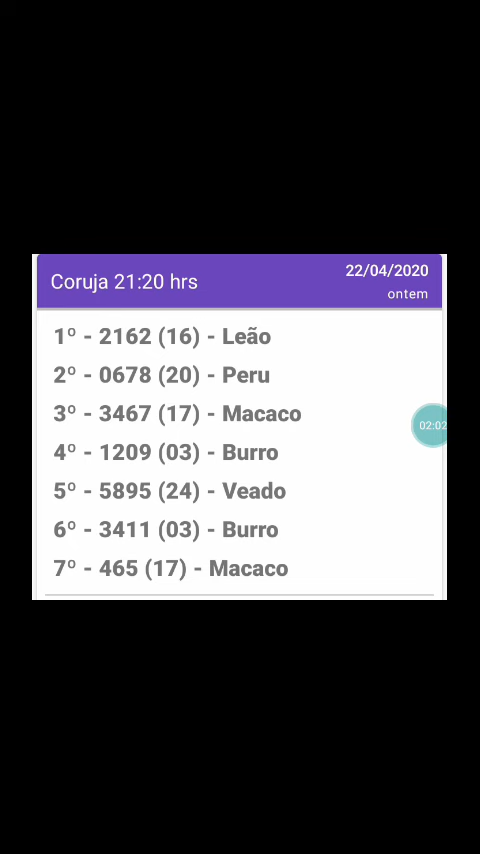 Coruja 21:20 hrs
22/04/2020
ontem
1º - 2162 (16) - Leão
2º - 0678 (20) - Peru
3º - 3467 (17) - Macaco
02:02
4º - 1209 (03) - Burro
5º - 5895 (24) - Veado
6º - 3411 (03) - Burro
7º - 465 (17) - Macaco